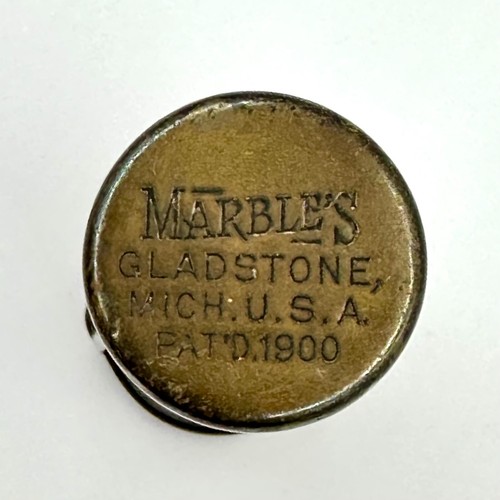 MARBLE'S
GLADSTONE,
MICH. U.S.A.
PAT'D. 1900